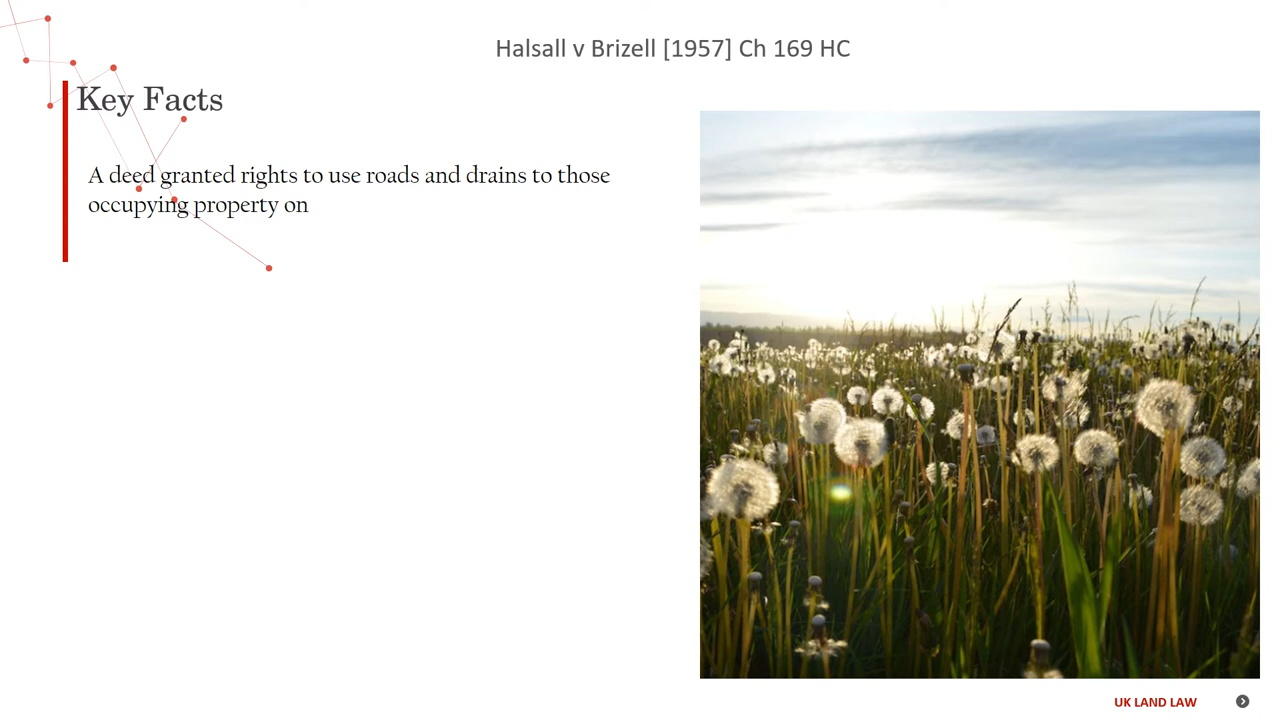 Halsall v Brizell [1957] Ch 169 HC
Key Facts
A deed granted rights to use roads and drains to those
occupying property on
UK LAND LAW